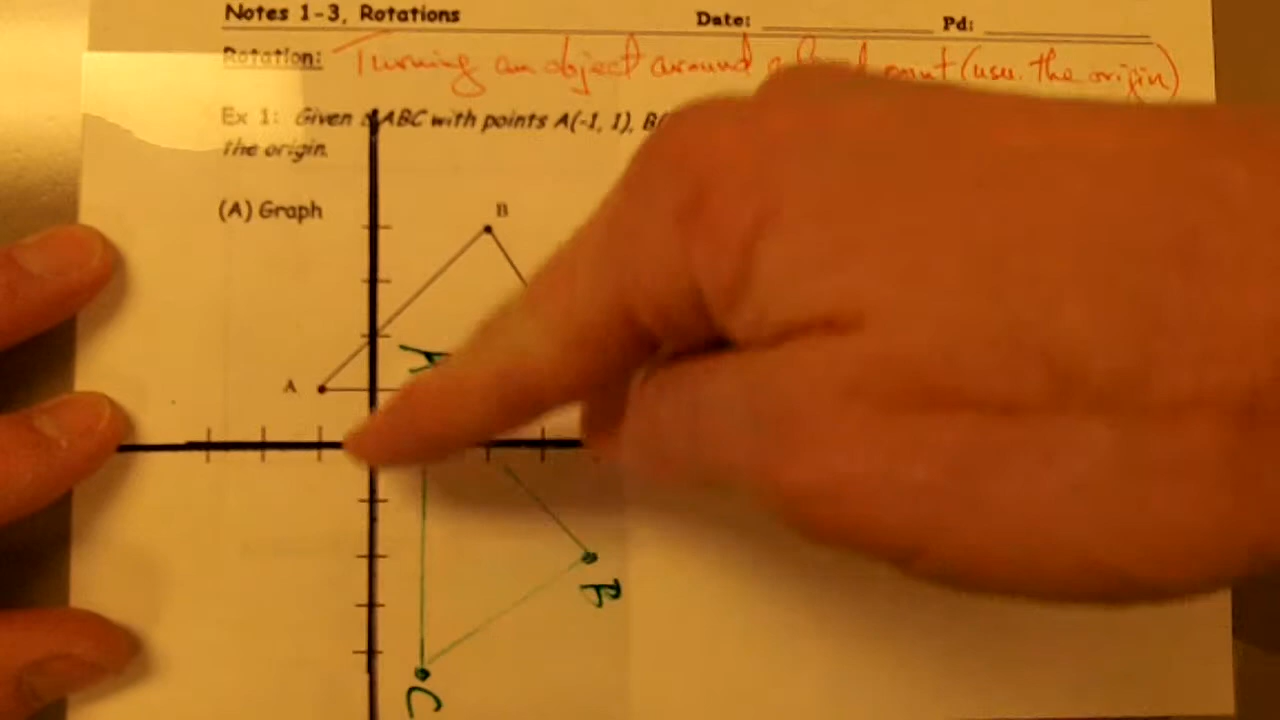 Notes 1-3, Rotations Date: Pd:
Rotation: Turning an object around a point (usu. the origin)
Ex 1: Given ABC with points A(-1, 1), B(
the origin.
(A) Graph
B
A
A
B
C